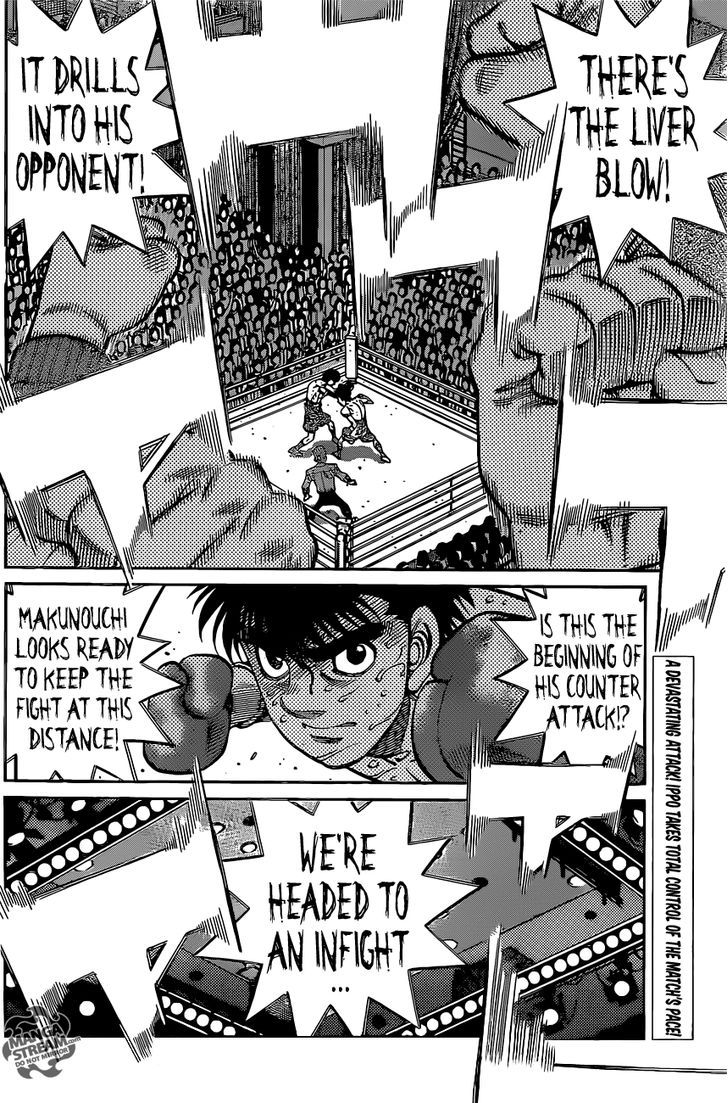 THERE'S
THE LIVER
BLOW!
IT DRILLS
INTO HIS
OPPONENT!
IS THIS THE
BEGINNING OF
HIS COUNTER
ATTACK!?
MAKUNOUCHI
LOOKS READY
TO KEEP THE
FIGHT AT THIS
DISTANCE!
A DEVASTATING ATTACK! IPPO TAKES TOTAL CONTROL OF THE MATCH'S PACE!
WE'RE
HEADED TO
AN INFIGHT
...
MANGA
STREAM.com
DO NOT MIRROR